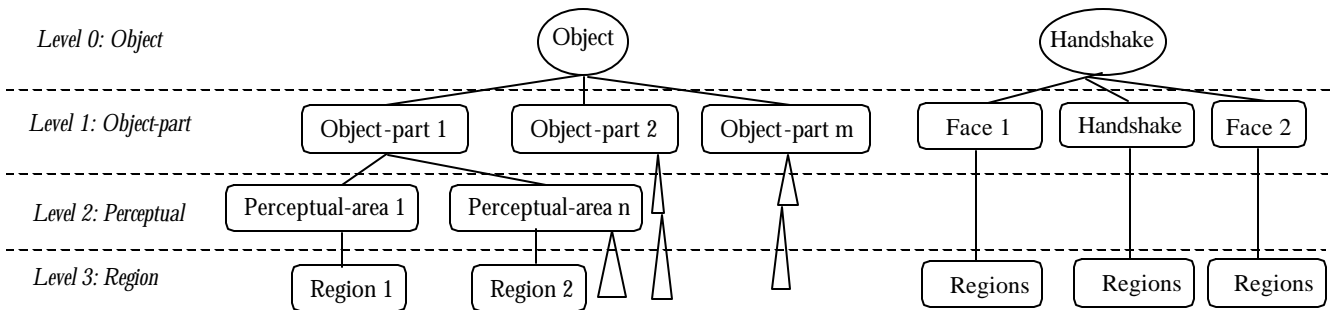 Level 0: Object
Object
Handshake
Level 1: Object-part
Object-part 1
Object-part 2
Object-part m
Face 1
Handshake
Face 2
Level 2: Perceptual
Perceptual-area 1
Perceptual-area n
Level 3: Region
Region 1
Region 2
Regions
Regions
Regions